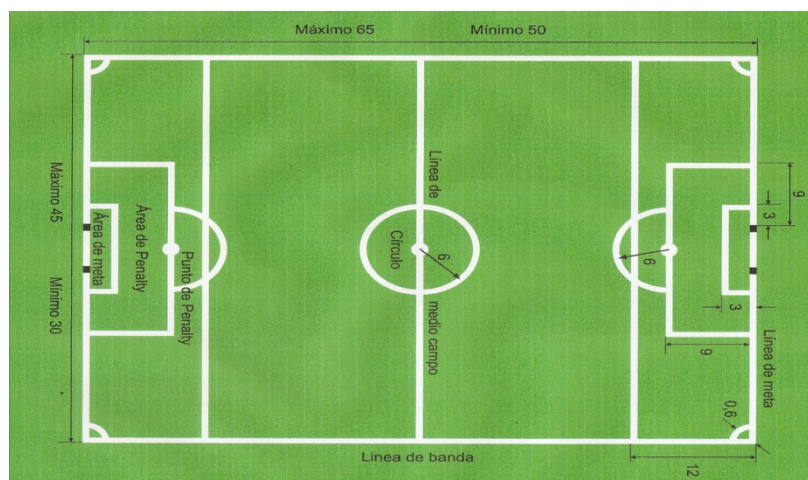 Máximo 65 Mínimo 50
Máximo 45 Mínimo 30
Área de meta
Área de Penalty
Punto de Penalty
Línea de medio campo
Círculo
6
6
9
3
3
9
Línea de meta
0,6
12
Línea de banda